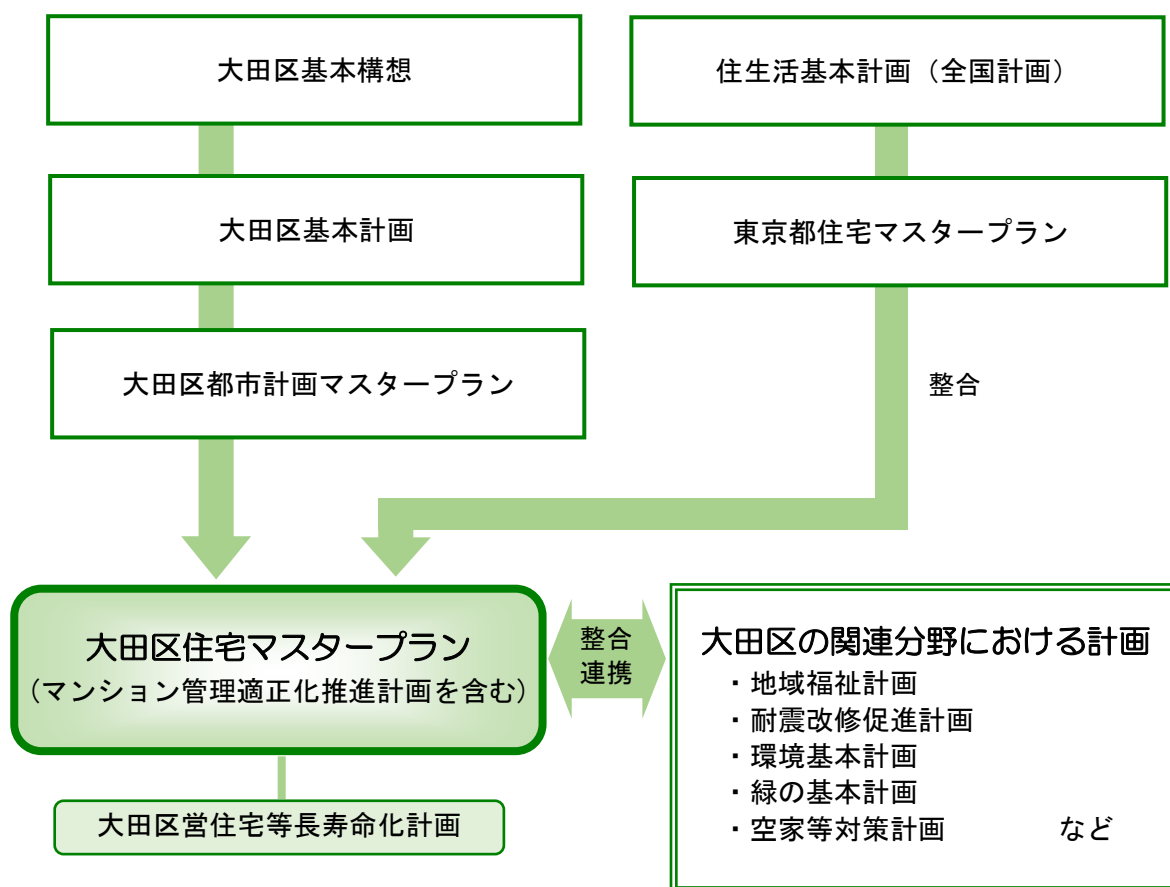 大田区基本構想
住生活基本計画（全国計画）
大田区基本計画
東京都住宅マスタープラン
大田区都市計画マスタープラン
整合
大田区住宅マスタープラン
（マンション管理適正化推進計画を含む）
整合
連携
大田区の関連分野における計画
・地域福祉計画
・耐震改修促進計画
・環境基本計画
・緑の基本計画
・空家等対策計画　　　など
大田区営住宅等長寿命化計画